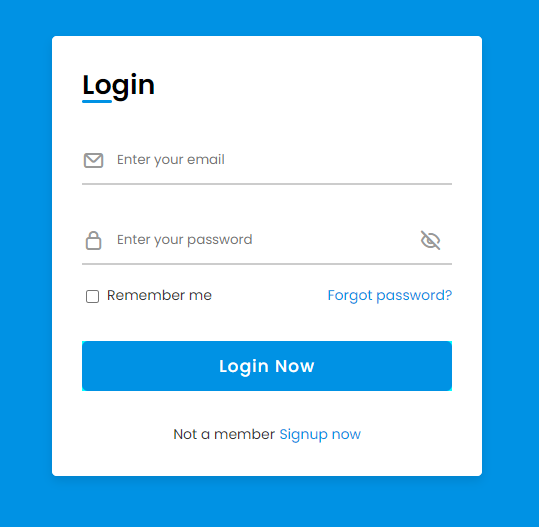 Login
Enter your email
Enter your password
Remember me Forgot password?
Login Now
Not a member Signup now